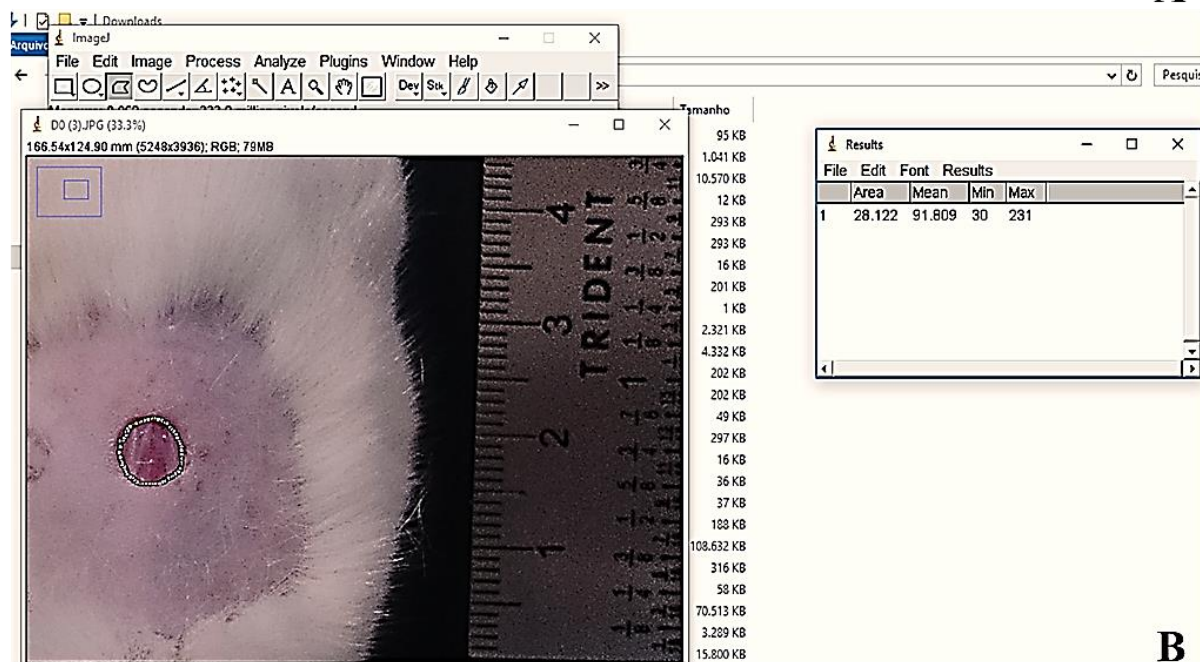 Downloads
Arquivo
ImageJ
File Edit Image Process Analyze Plugins Window Help
A Dev Stk >>
Pesquis
D0 (3).JPG (33.3%)
166.54x124.90 mm (5248x3936); RGB; 79MB
4
3
2
1
TRIDENT
Tamanho
95 KB
1.041 KB
10.570 KB
12 KB
293 KB
293 KB
16 KB
201 KB
1 KB
2.321 KB
4.332 KB
202 KB
202 KB
49 KB
297 KB
16 KB
36 KB
37 KB
188 KB
108.632 KB
316 KB
58 KB
70.513 KB
3.289 KB
15.800 KB
Results
File Edit Font Results
Area Mean Min Max
1 28.122 91.809 30 231
B